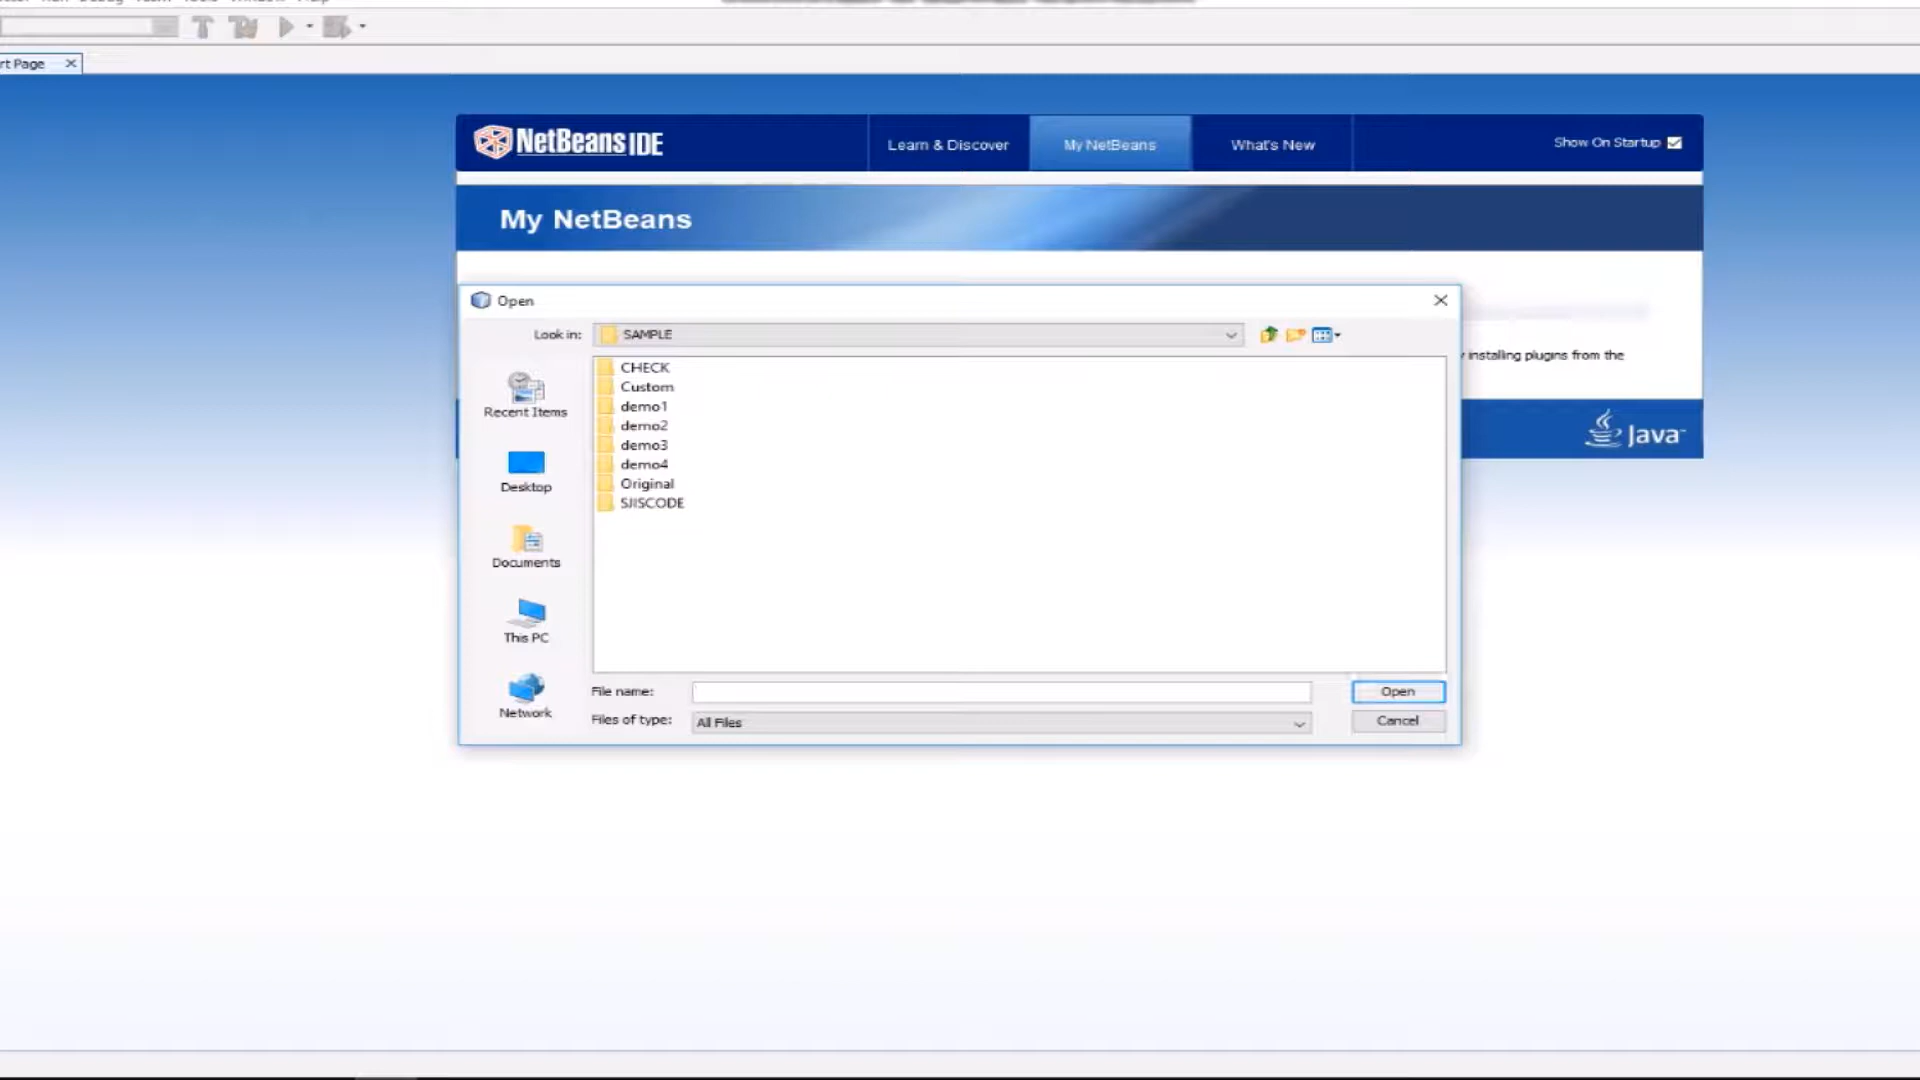 rt Page
NetBeans IDE
Learn & Discover
My NetBeans
What's New
Show On Startup
My NetBeans
Open
Look in:
SAMPLE
CHECK
Custom
demo1
demo2
demo3
demo4
Original
SJISCODE
Recent Items
Desktop
Documents
This PC
Network
File name:
Open
Files of type:
All Files
Cancel
installing plugins from the
Java